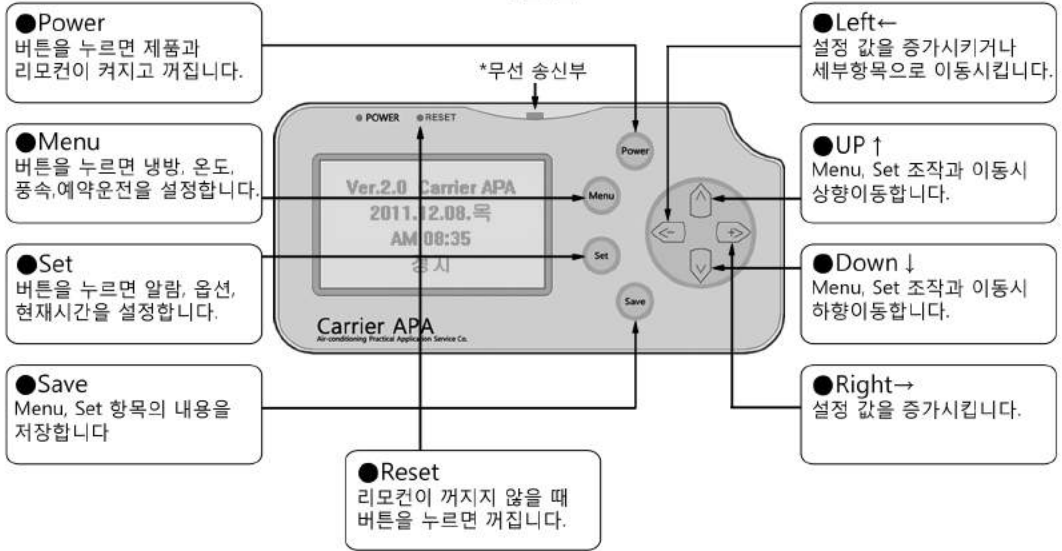 ●Power
버튼을 누르면 제품과
리모컨이 켜지고 꺼집니다.
●Menu
버튼을 누르면 냉방, 온도,
풍속,예약운전을 설정합니다.
●Set
버튼을 누르면 알람, 옵션,
현재시간을 설정합니다.
●Save
Menu, Set 항목의 내용을
저장합니다
*무선 송신부
POWER
RESET
Ver.2.0 Carrier APA
2011.12.08.목
AM 08:35
정시
Power
Menu
Set
Save
Carrier APA
Air-conditioning Practical Application Service Co.
●Reset
리모컨이 꺼지지 않을 때
버튼을 누르면 꺼집니다.
●Left←
설정 값을 증가시키거나
세부항목으로 이동시킵니다.
●UP ↑
Menu, Set 조작과 이동시
상향이동합니다.
●Down ↓
Menu, Set 조작과 이동시
하향이동합니다.
●Right→
설정 값을 증가시킵니다.